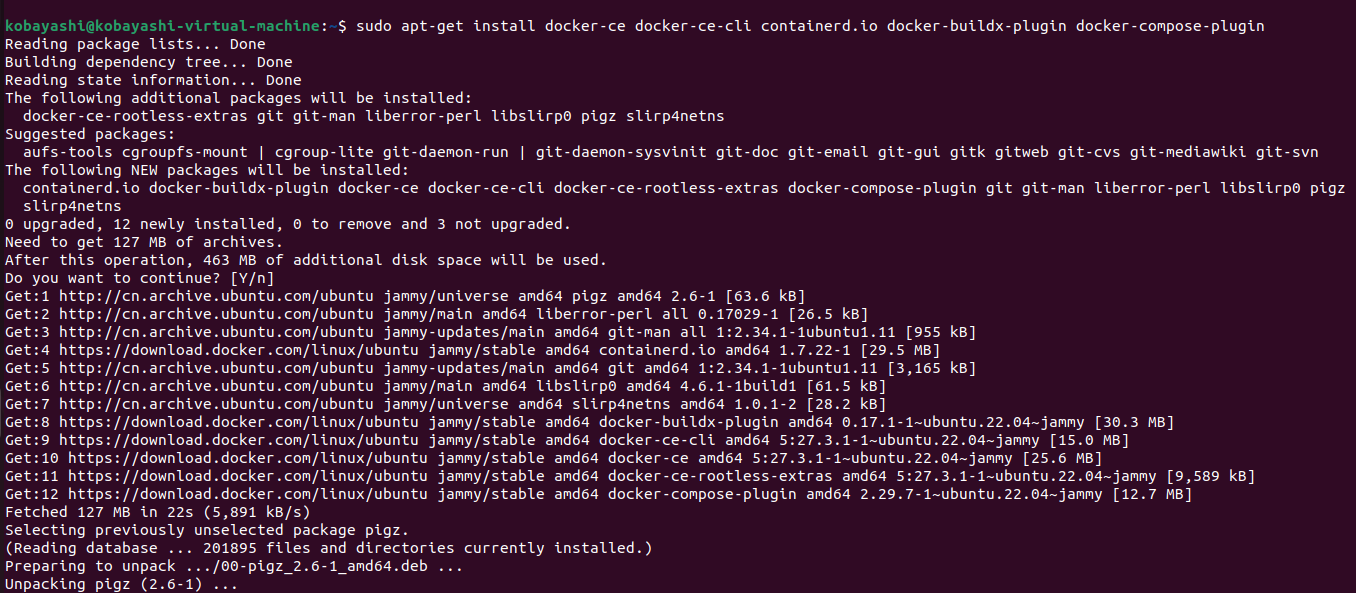 kobayashi@kobayashi-virtual-machine:~$ sudo apt-get install docker-ce docker-ce-cli containerd.io docker-buildx-plugin docker-compose-plugin
Reading package lists... Done
Building dependency tree... Done
Reading state information... Done
The following additional packages will be installed:
  docker-ce-rootless-extras git git-man liberror-perl libslirp0 pigz slirp4netns
Suggested packages:
  aufs-tools cgroupfs-mount | cgroup-lite git-daemon-run | git-daemon-sysvinit git-doc git-email git-gui gitk gitweb git-cvs git-mediawiki git-svn
The following NEW packages will be installed:
  containerd.io docker-buildx-plugin docker-ce docker-ce-cli docker-ce-rootless-extras docker-compose-plugin git git-man liberror-perl libslirp0 pigz
  slirp4netns
0 upgraded, 12 newly installed, 0 to remove and 3 not upgraded.
Need to get 127 MB of archives.
After this operation, 463 MB of additional disk space will be used.
Do you want to continue? [Y/n]
Get:1 http://cn.archive.ubuntu.com/ubuntu jammy/universe amd64 pigz amd64 2.6-1 [63.6 kB]
Get:2 http://cn.archive.ubuntu.com/ubuntu jammy/main amd64 liberror-perl all 0.17029-1 [26.5 kB]
Get:3 http://cn.archive.ubuntu.com/ubuntu jammy-updates/main amd64 git-man all 1:2.34.1-1ubuntu1.11 [955 kB]
Get:4 https://download.docker.com/linux/ubuntu jammy/stable amd64 containerd.io amd64 1.7.22-1 [29.5 MB]
Get:5 http://cn.archive.ubuntu.com/ubuntu jammy-updates/main amd64 git amd64 1:2.34.1-1ubuntu1.11 [3,165 kB]
Get:6 http://cn.archive.ubuntu.com/ubuntu jammy/main amd64 libslirp0 amd64 4.6.1-1build1 [61.5 kB]
Get:7 http://cn.archive.ubuntu.com/ubuntu jammy/universe amd64 slirp4netns amd64 1.0.1-2 [28.2 kB]
Get:8 https://download.docker.com/linux/ubuntu jammy/stable amd64 docker-buildx-plugin amd64 0.17.1-1~ubuntu.22.04~jammy [30.3 MB]
Get:9 https://download.docker.com/linux/ubuntu jammy/stable amd64 docker-ce-cli amd64 5:27.3.1-1~ubuntu.22.04~jammy [15.0 MB]
Get:10 https://download.docker.com/linux/ubuntu jammy/stable amd64 docker-ce amd64 5:27.3.1-1~ubuntu.22.04~jammy [25.6 MB]
Get:11 https://download.docker.com/linux/ubuntu jammy/stable amd64 docker-ce-rootless-extras amd64 5:27.3.1-1~ubuntu.22.04~jammy [9,589 kB]
Get:12 https://download.docker.com/linux/ubuntu jammy/stable amd64 docker-compose-plugin amd64 2.29.7-1~ubuntu.22.04~jammy [12.7 MB]
Fetched 127 MB in 22s (5,891 kB/s)
Selecting previously unselected package pigz.
(Reading database ... 201895 files and directories currently installed.)
Preparing to unpack .../00-pigz_2.6-1_amd64.deb ...
Unpacking pigz (2.6-1) ...